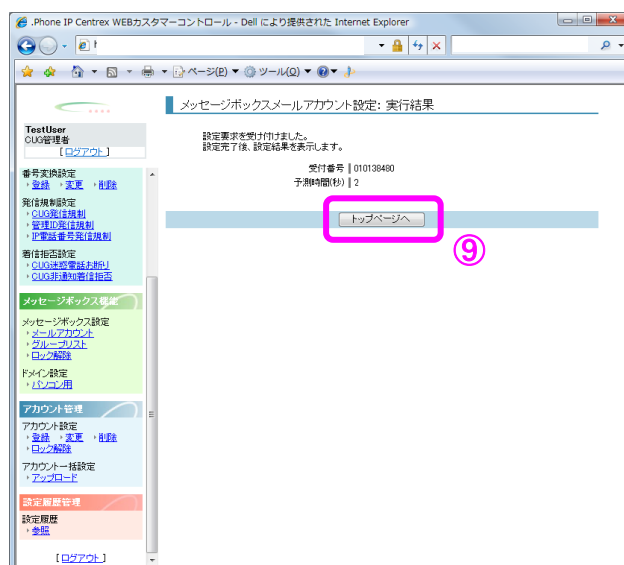 .Phone IP Centrex WEBカスタマーコントロール - Dell により提供された Internet Explorer
ページ(P) ツール(O)
メッセージボックスメールアカウント設定: 実行結果
設定要求を受け付けました。
設定完了後、設定結果を表示します。
受付番号 010138480
予測時間(秒) 2
トップページへ
⑨
TestUser
CUG管理者
[ログアウト]
番号変換設定
登録 変更 削除
発信規制設定
CUG発信規制
管理ID発信規制
IP電話番号発信規制
着信拒否設定
CUG迷惑電話お断り
CUG非通知着信拒否
メッセージボックス機能
メッセージボックス設定
メールアカウント
グループリスト
ロック解除
ドメイン設定
パソコン用
アカウント管理
アカウント設定
登録 変更 削除
ロック解除
アカウント一括設定
アップロード
設定履歴管理
設定履歴
参照
[ログアウト]